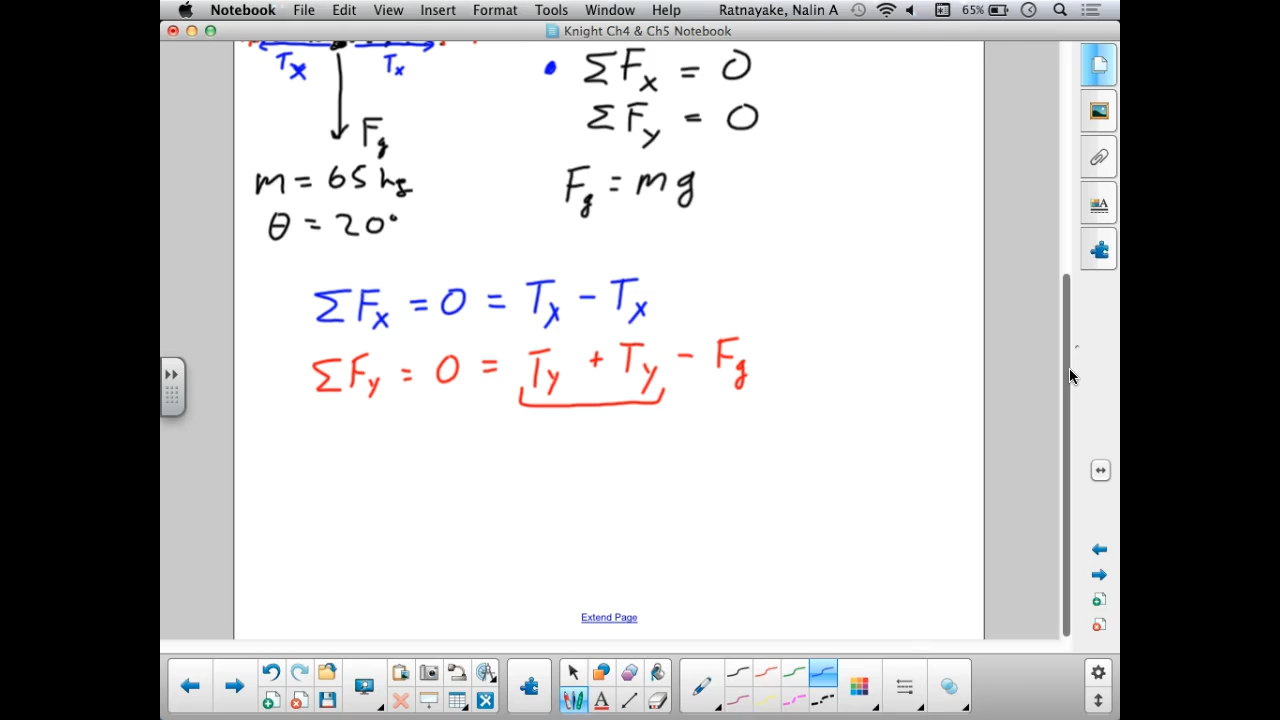 Notebook File Edit View Insert Format Tools Window Help Ratnayake, Nalin A 65%
Knight Ch4 & Ch5 Notebook
Tx Tx
• ΣFx = 0
ΣFy = 0
Fg
m = 65 kg
Fg = mg
θ = 20°
ΣFx = 0 = Tx - Tx
ΣFy = 0 = Ty + Ty - Fg
Extend Page